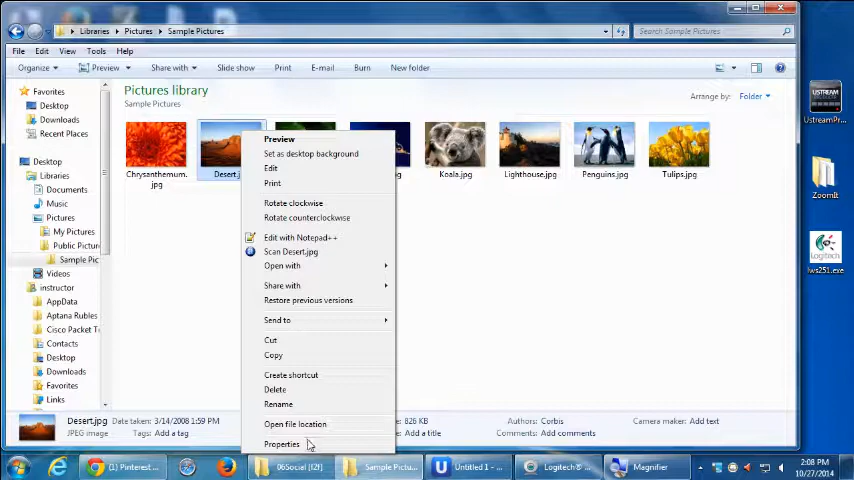 Libraries ▸ Pictures ▸ Sample Pictures
Search Sample Pictures
File Edit View Tools Help
Organize Preview Share with Slide show Print E-mail Burn New folder
Favorites
Desktop
Downloads
Recent Places
Desktop
Libraries
Documents
Music
Pictures
My Pictures
Public Pictur
Sample Pic
Videos
instructor
AppData
Aptana Rubles
Cisco Packet T
Contacts
Desktop
Downloads
Favorites
Links
Pictures library
Sample Pictures
Arrange by: Folder
Chrysanthemum.
jpg
Desert.j
Koala.jpg
Lighthouse.jpg
Penguins.jpg
Tulips.jpg
Preview
Set as desktop background
Edit
Print
Rotate clockwise
Rotate counterclockwise
Edit with Notepad++
Scan Desert.jpg
Open with
Share with
Restore previous versions
Send to
Cut
Copy
Create shortcut
Delete
Rename
Open file location
Properties
Desert.jpg Date taken: 3/14/2008 1:59 PM
826 KB
Authors: Corbis
Camera maker: Add text
JPEG image
Tags: Add a tag
Add a title
Comments: Add comments
USTREAM
UstreamPr...
ZoomIt
Logitech
lws251.exe
(1) Pinterest ...
06Social [f2f]
Sample Pictu...
Untitled 1 - ...
Logitech® ...
Magnifier
2:08 PM
10/27/2014